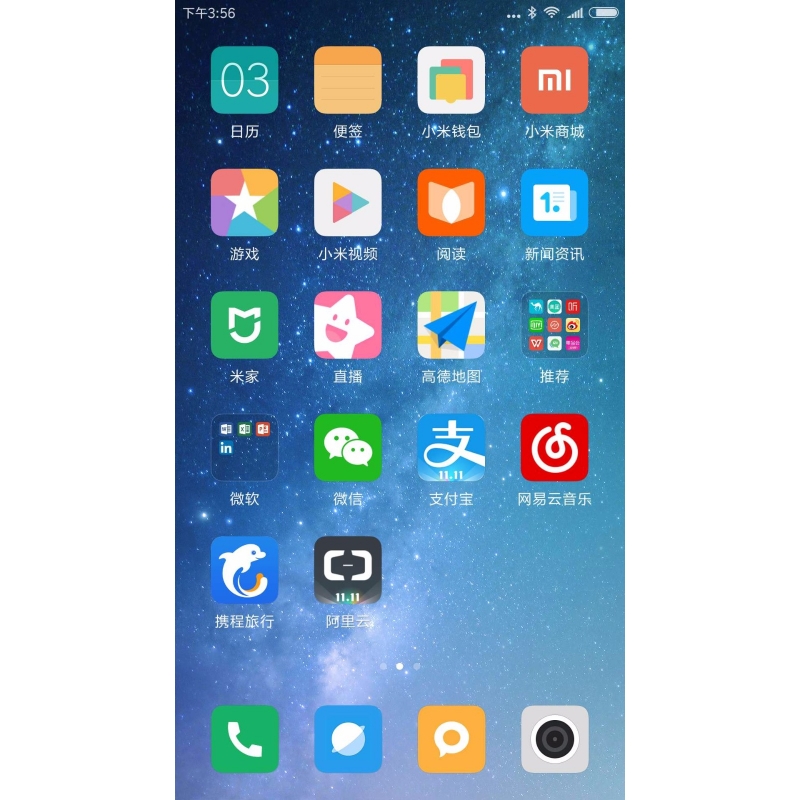 下午3:56
03
日历
便签
小米钱包
小米商城
游戏
小米视频
1.
阅读
新闻资讯
米家
直播
高德地图
推荐
微软
微信
支
11.11
支付宝
网易云音乐
携程旅行
11.11
阿里云